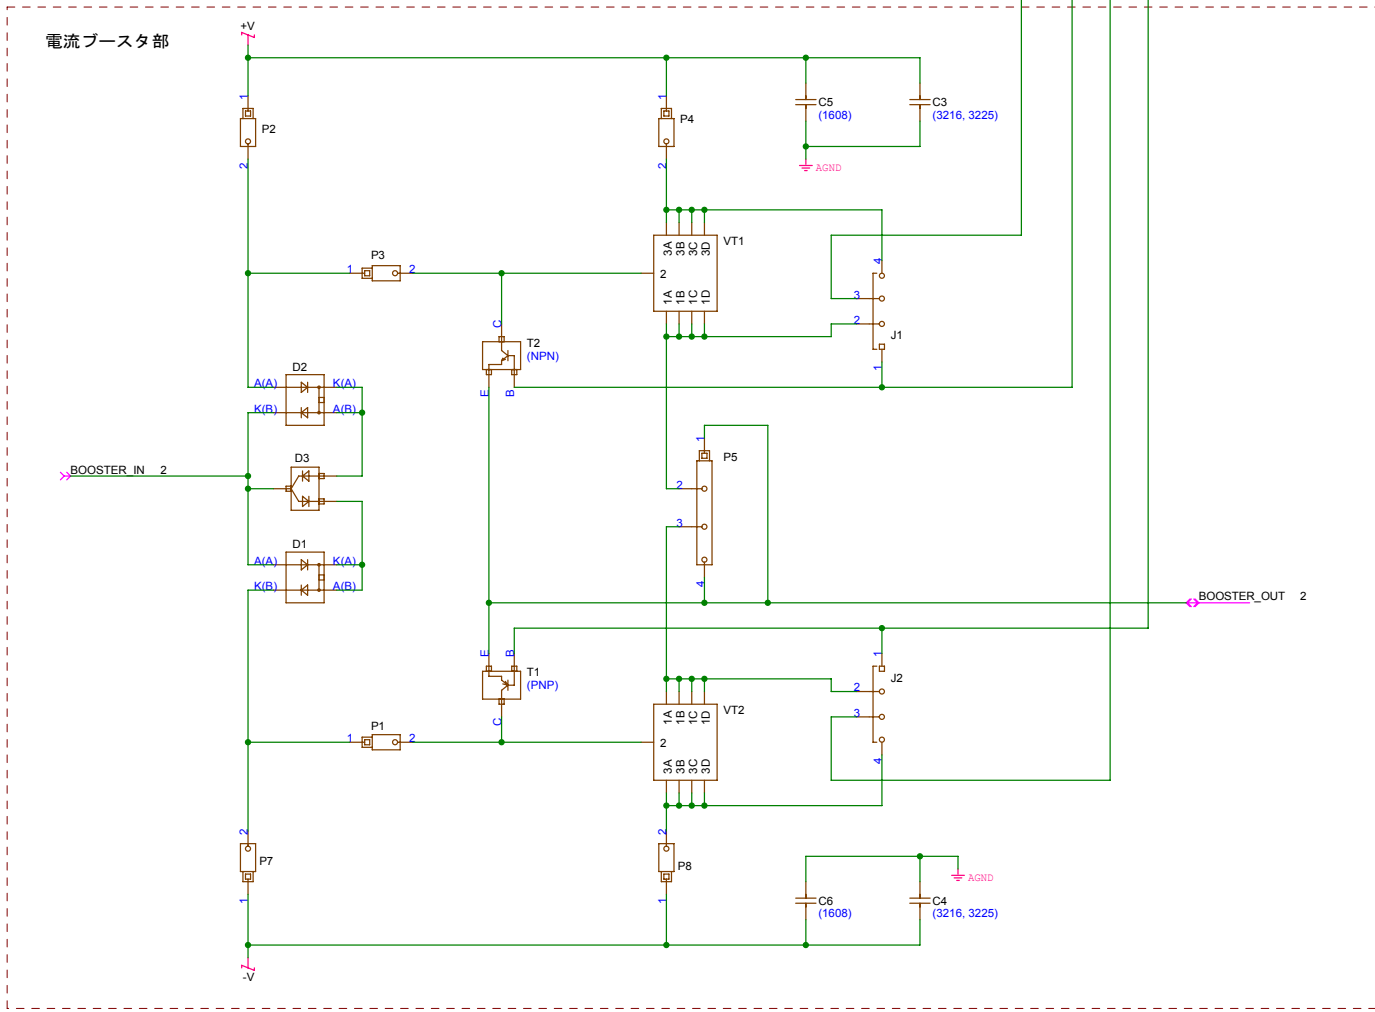 電流ブースタ部
+V
1
P2
2
1
P4
2
C5
(1608)
C3
(3216, 3225)
AGND
3A
3B
3C
3D
VT1
2
1A
1B
1C
1D
P3
1
2
4
3
2
J1
1
C
T2
(NPN)
E
B
D2
A(A)
K(A)
K(B)
A(B)
BOOSTER_IN 2
D3
1
P5
2
3
4
D1
A(A)
K(A)
K(B)
A(B)
BOOSTER_OUT 2
E
B
T1
(PNP)
C
1
J2
2
3
4
1A
1B
1C
1D
VT2
2
3A
3B
3C
3D
P1
1
2
2
P7
1
2
P8
1
AGND
C6
(1608)
C4
(3216, 3225)
-V